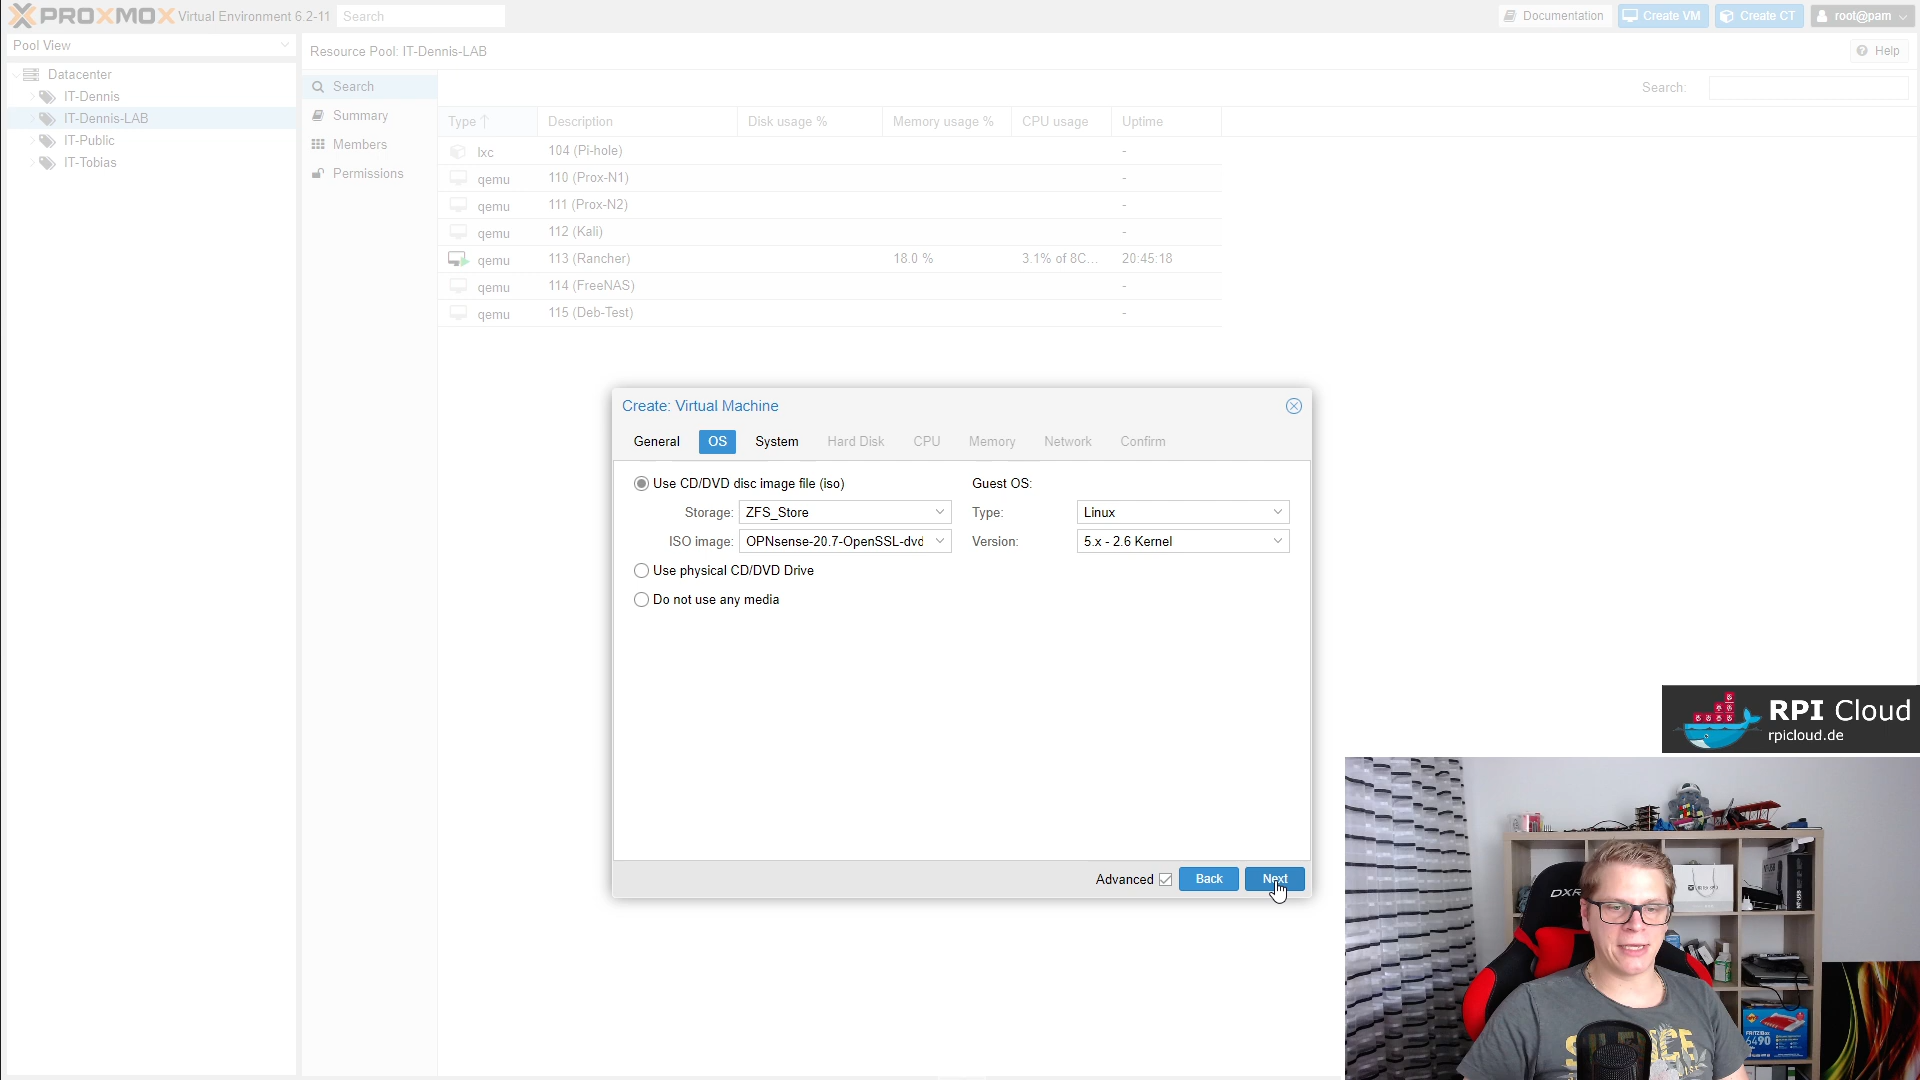 PROXMOX Virtual Environment 6.2-11 Search Documentation Create VM Create CT root@pam
Pool View
Resource Pool: IT-Dennis-LAB
Help
Datacenter
IT-Dennis
IT-Dennis-LAB
IT-Public
IT-Tobias
Search
Summary
Members
Permissions
Search:
Type Description Disk usage % Memory usage % CPU usage Uptime
lxc 104 (Pi-hole) -
qemu 110 (Prox-N1) -
qemu 111 (Prox-N2) -
qemu 112 (Kali) -
qemu 113 (Rancher) 18.0 % 3.1% of 8C... 20:45:18
qemu 114 (FreeNAS) -
qemu 115 (Deb-Test) -
Create: Virtual Machine
General OS System Hard Disk CPU Memory Network Confirm
Use CD/DVD disc image file (iso) Guest OS:
Storage: ZFS_Store Type: Linux
ISO image: OPNsense-20.7-OpenSSL-dvd Version: 5.x - 2.6 Kernel
Use physical CD/DVD Drive
Do not use any media
Advanced Back Next
RPI Cloud
rpicloud.de
DXR
FRITZ!Box
6490